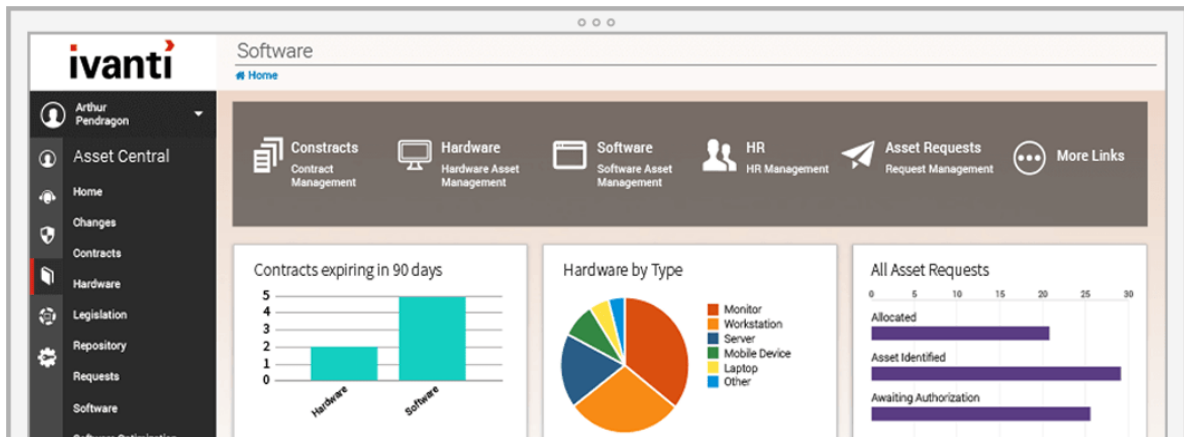 ivanti
Software
Home
Arthur
Pendragon
Asset Central
Home
Changes
Contracts
Hardware
Legislation
Repository
Requests
Software
Constracts
Contract
Management
Hardware
Hardware Asset
Management
Software
Software Asset
Management
HR
HR Management
Asset Requests
Request Management
More Links
Contracts expiring in 90 days
5
4
3
2
1
0
Hardware
Software
Hardware by Type
Monitor
Workstation
Server
Mobile Device
Laptop
Other
All Asset Requests
0 5 10 15 20 25 30
Allocated
Asset Identified
Awaiting Authorization